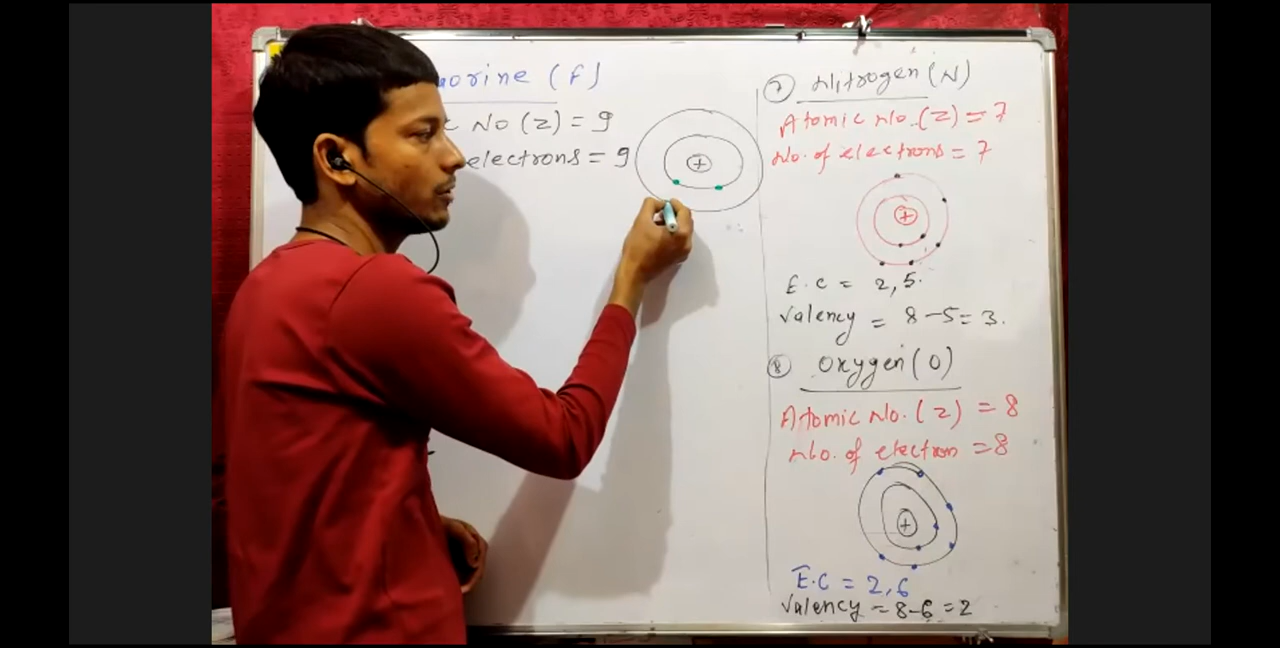 orine (F)
c No (Z) = 9
electrons = 9
+
⑦ Nitrogen (N)
Atomic No. (Z) = 7
No. of electrons = 7
+
E.C = 2,5.
Valency = 8-5=3.
⑧ Oxygen (O)
Atomic No. (Z) = 8
No. of electron = 8
+
E.C = 2,6
Valency = 8-6 = 2